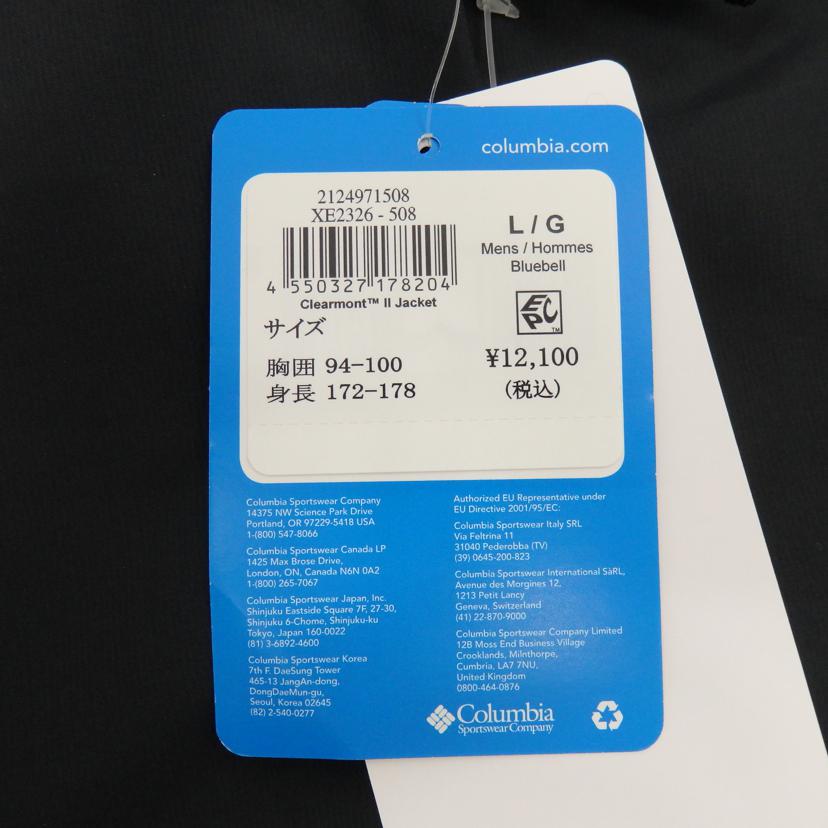 columbia.com
2124971508
XE2326 - 508
4 550327 178204
Clearmont™ II Jacket
L / G
Mens / Hommes
Bluebell
EPC™
サイズ
胸囲 94-100
身長 172-178
¥12,100
(税込)
Columbia Sportswear Company
14375 NW Science Park Drive
Portland, OR 97229-5418 USA
1-(800) 547-8066
Columbia Sportswear Canada LP
1425 Max Brose Drive,
London, ON, Canada N6N 0A2
1-(800) 265-7067
Columbia Sportswear Japan, Inc.
Shinjuku Eastside Square 7F, 27-30,
Shinjuku 6-Chome, Shinjuku-ku
Tokyo, Japan 160-0022
(81) 3-6892-4600
Columbia Sportswear Korea
7th F. DaeSung Tower
465-13 JangAn-dong,
DongDaeMun-gu,
Seoul, Korea 02645
(82) 2-540-0277
Authorized EU Representative under
EU Directive 2001/95/EC:
Columbia Sportswear Italy SRL
Via Feltrina 11
31040 Pederobba (TV)
(39) 0645-200-823
Columbia Sportswear International SàRL,
Avenue des Morgines 12,
1213 Petit Lancy
Geneva, Switzerland
(41) 22-870-9000
Columbia Sportswear Company Limited
12B Moss End Business Village
Crooklands, Milnthorpe,
Cumbria, LA7 7NU,
United Kingdom
0800-464-0876
Columbia
Sportswear Company